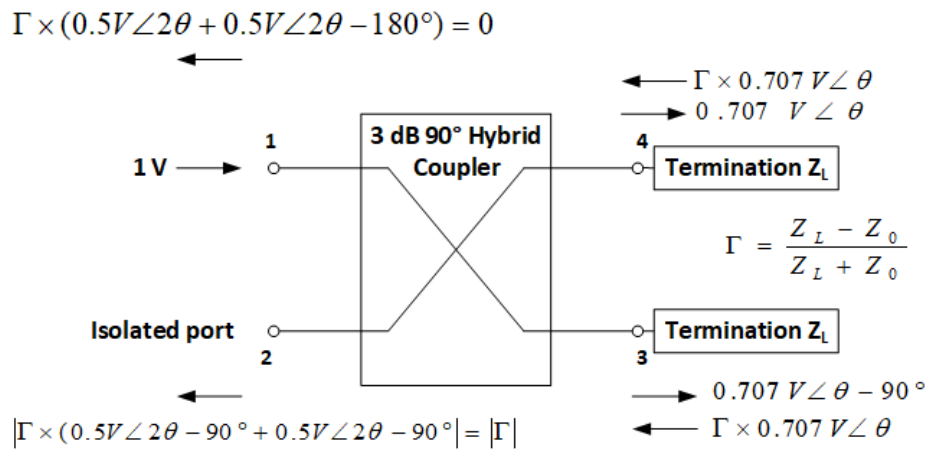 Γ × (0.5V∠2θ + 0.5V∠2θ − 180°) = 0
Γ × 0.707 V∠ θ
0.707 V ∠ θ
1
3 dB 90° Hybrid
Coupler
4
1 V
Termination Z_L
Γ = (Z_L − Z_0) / (Z_L + Z_0)
Isolated port
2
3
Termination Z_L
0.707 V∠ θ − 90°
|Γ × (0.5V∠2θ − 90° + 0.5V∠2θ − 90°| = |Γ|
Γ × 0.707 V∠ θ